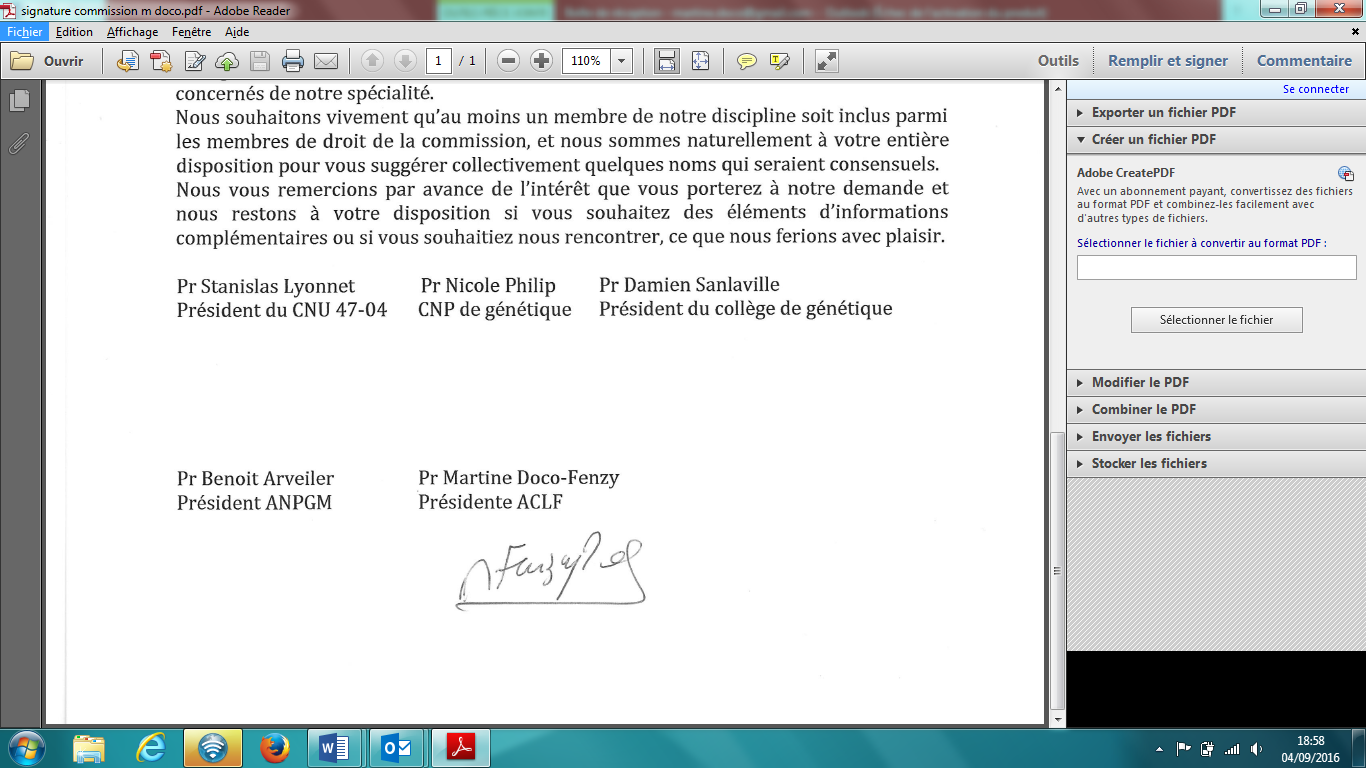 signature commission m doco.pdf - Adobe Reader
Fichier Edition Affichage Fenêtre Aide
Ouvrir 1 / 1 110% Outils Remplir et signer Commentaire
concernés de notre spécialité.
Nous souhaitons vivement qu'au moins un membre de notre discipline soit inclus parmi
les membres de droit de la commission, et nous sommes naturellement à votre entière
disposition pour vous suggérer collectivement quelques noms qui seraient consensuels.
Nous vous remercions par avance de l'intérêt que vous porterez à notre demande et
nous restons à votre disposition si vous souhaitez des éléments d'informations
complémentaires ou si vous souhaitiez nous rencontrer, ce que nous ferions avec plaisir.
Pr Stanislas Lyonnet Pr Nicole Philip Pr Damien Sanlaville
Président du CNU 47-04 CNP de génétique Président du collège de génétique
Pr Benoit Arveiler Pr Martine Doco-Fenzy
Président ANPGM Présidente ACLF
Se connecter
Exporter un fichier PDF
Créer un fichier PDF
Adobe CreatePDF
Avec un abonnement payant, convertissez des fichiers
au format PDF et combinez-les facilement avec
d'autres types de fichiers.
Sélectionner le fichier à convertir au format PDF :
Sélectionner le fichier
Modifier le PDF
Combiner le PDF
Envoyer les fichiers
Stocker les fichiers
18:58
04/09/2016